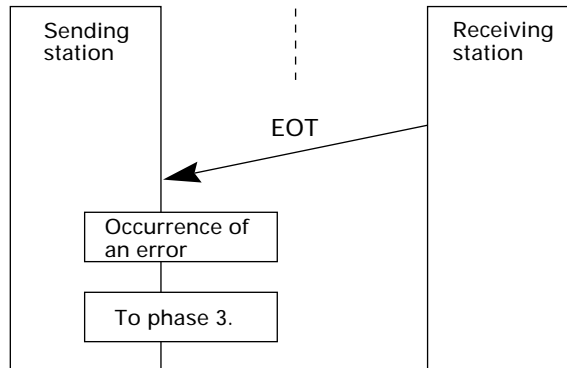 Sending
station
Receiving
station
EOT
Occurrence of
an error
To phase 3.